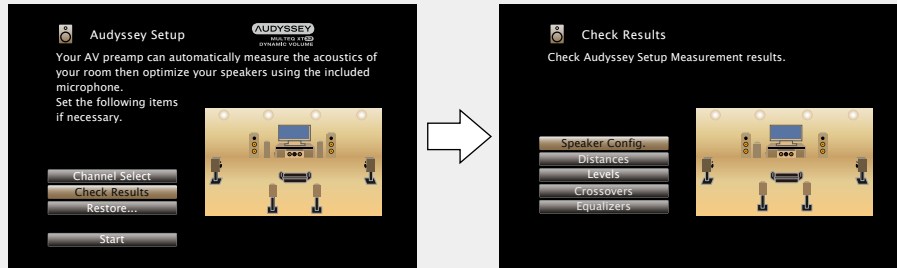 Audyssey Setup
AUDYSSEY
MULTEQ XT32
DYNAMIC VOLUME
Your AV preamp can automatically measure the acoustics of
your room then optimize your speakers using the included
microphone.
Set the following items
if necessary.
Channel Select
Check Results
Restore...
Start
Check Results
Check Audyssey Setup Measurement results.
Speaker Config.
Distances
Levels
Crossovers
Equalizers